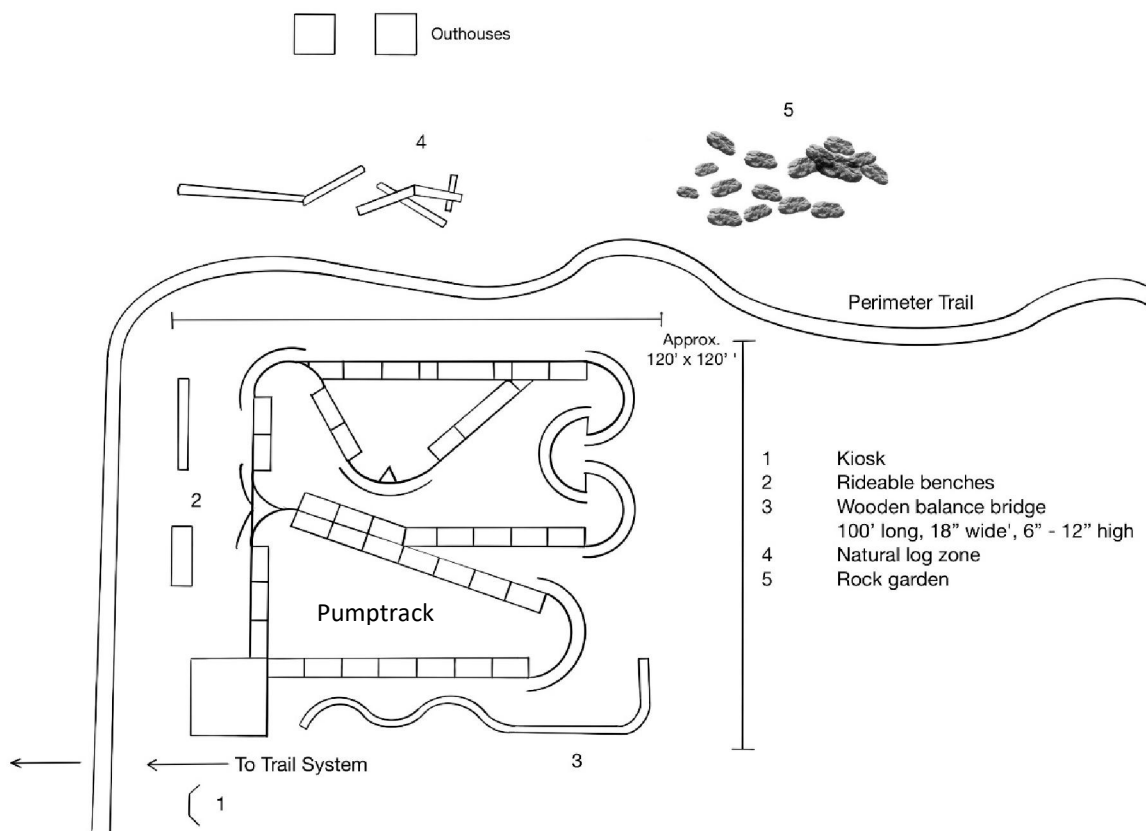 Outhouses
5
4
Perimeter Trail
Approx.
120' x 120' '
2
1 Kiosk
2 Rideable benches
3 Wooden balance bridge
100' long, 18” wide', 6” - 12” high
4 Natural log zone
5 Rock garden
Pumptrack
To Trail System
3
1